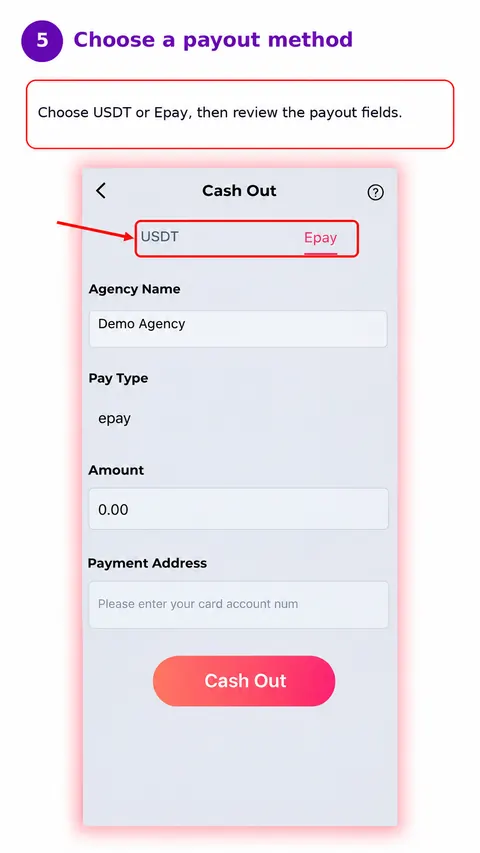 5
Choose a payout method
Choose USDT or Epay, then review the payout fields.
Cash Out
?
USDT
Epay
Agency Name
Demo Agency
Pay Type
epay
Amount
0.00
Payment Address
Please enter your card account num
Cash Out